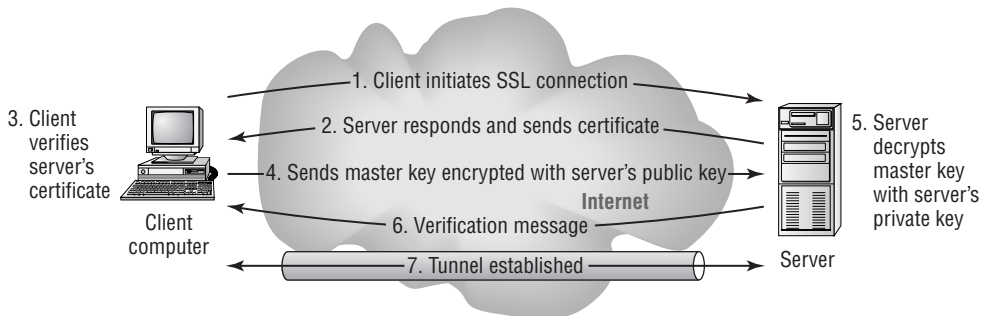 1. Client initiates SSL connection
3. Client
verifies
server's
certificate
2. Server responds and sends certificate
5. Server
decrypts
master key
with server's
private key
4. Sends master key encrypted with server's public key
Internet
Client
computer
6. Verification message
7. Tunnel established
Server